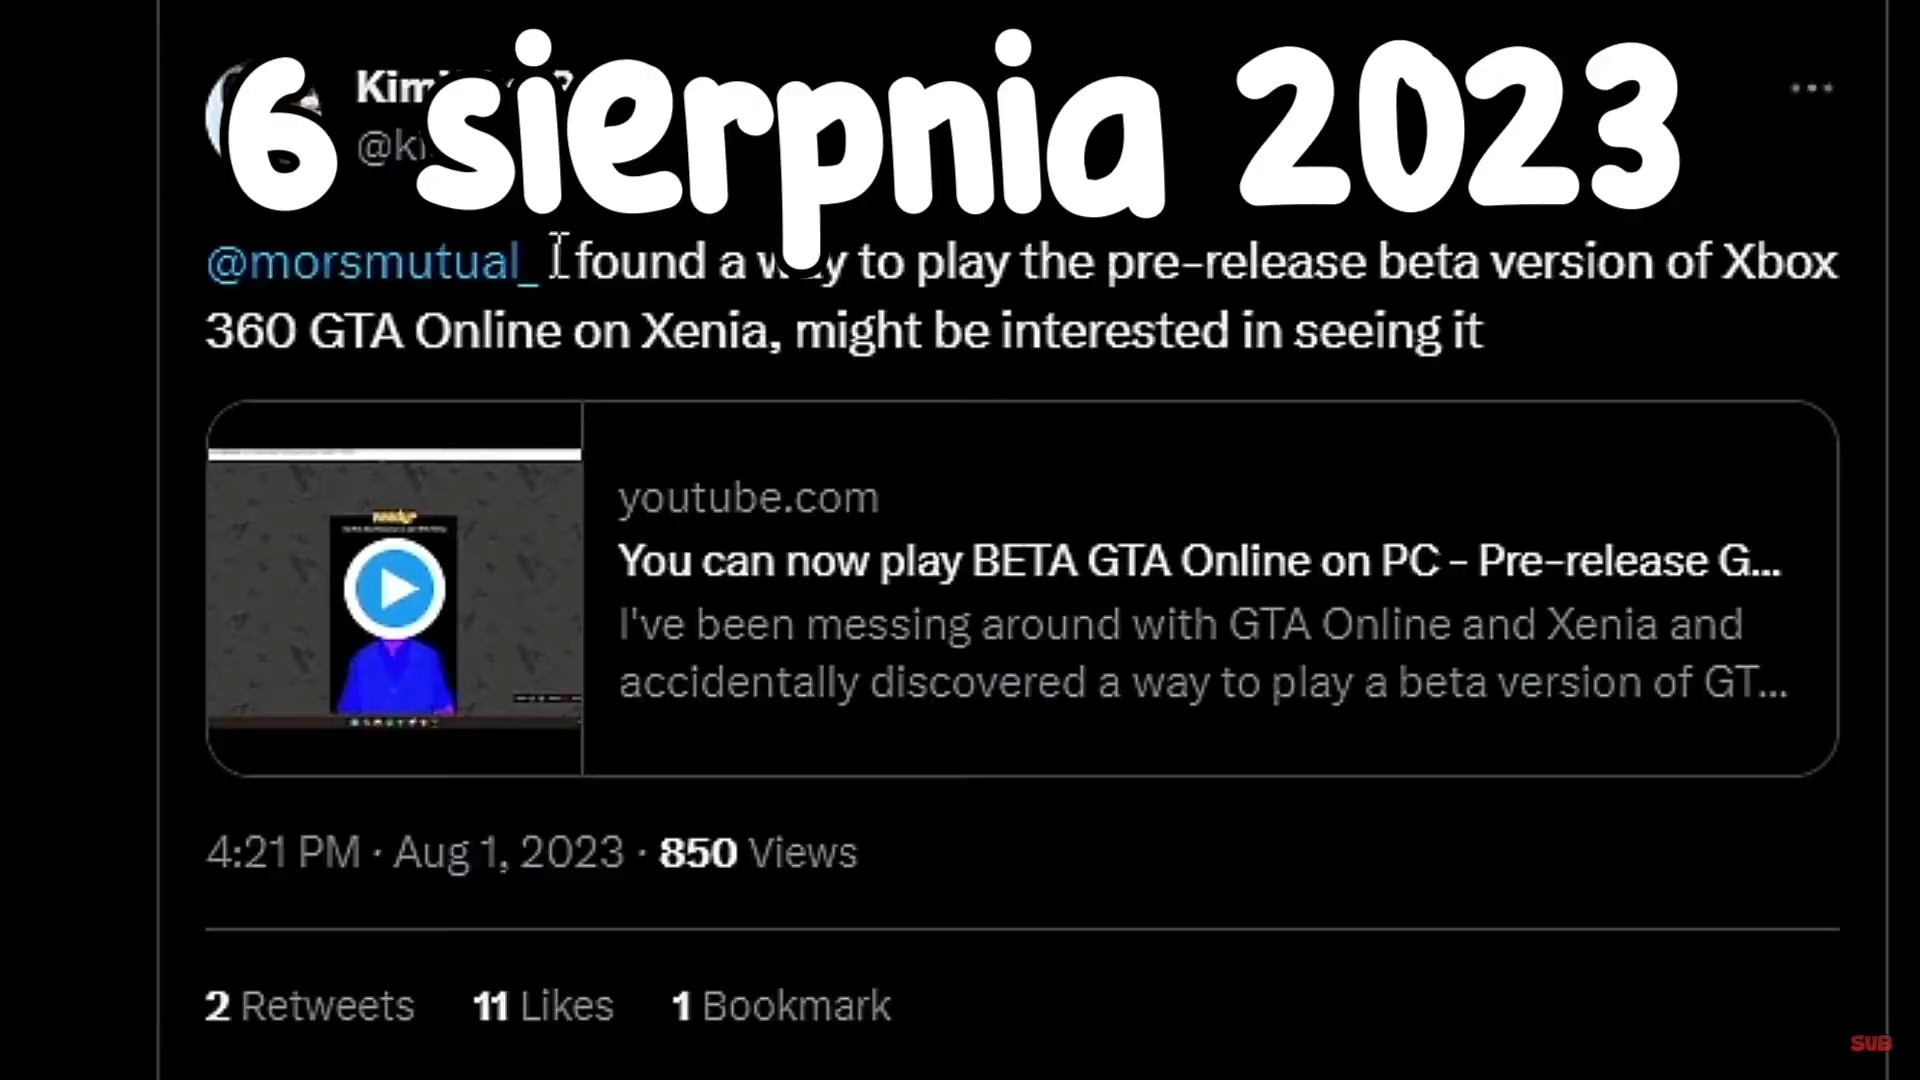 6 sierpnia 2023
@morsmutual_ I found a way to play the pre-release beta version of Xbox
360 GTA Online on Xenia, might be interested in seeing it
youtube.com
You can now play BETA GTA Online on PC - Pre-release G...
I've been messing around with GTA Online and Xenia and
accidentally discovered a way to play a beta version of GT...
4:21 PM · Aug 1, 2023 · 850 Views
2 Retweets 11 Likes 1 Bookmark
SUB